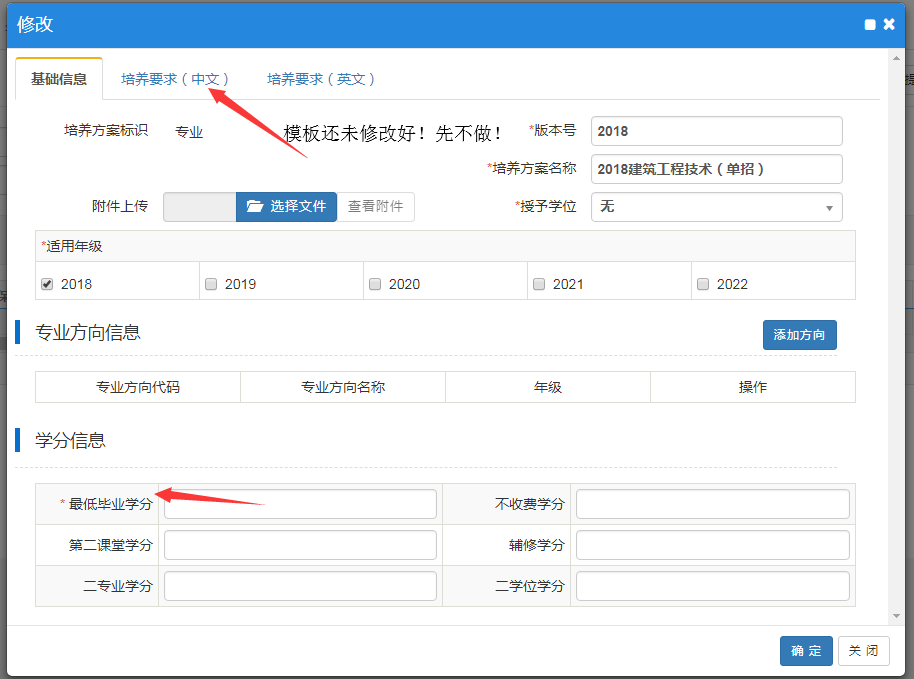 修改
基础信息 培养要求（中文） 培养要求（英文）
培养方案标识 专业 模板还未修改好！先不做！ *版本号 2018
*培养方案名称 2018建筑工程技术（单招）
附件上传 选择文件 查看附件 *授予学位 无
*适用年级
2018 2019 2020 2021 2022
专业方向信息 添加方向
专业方向代码 专业方向名称 年级 操作
学分信息
* 最低毕业学分 不收费学分
第二课堂学分 辅修学分
二专业学分 二学位学分
确 定 关 闭